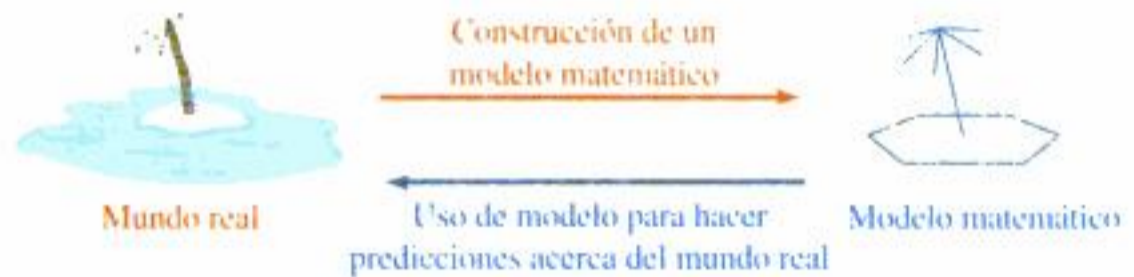 Construcción de un
modelo matemático
Mundo real
Uso de modelo para hacer
predicciones acerca del mundo real
Modelo matemático